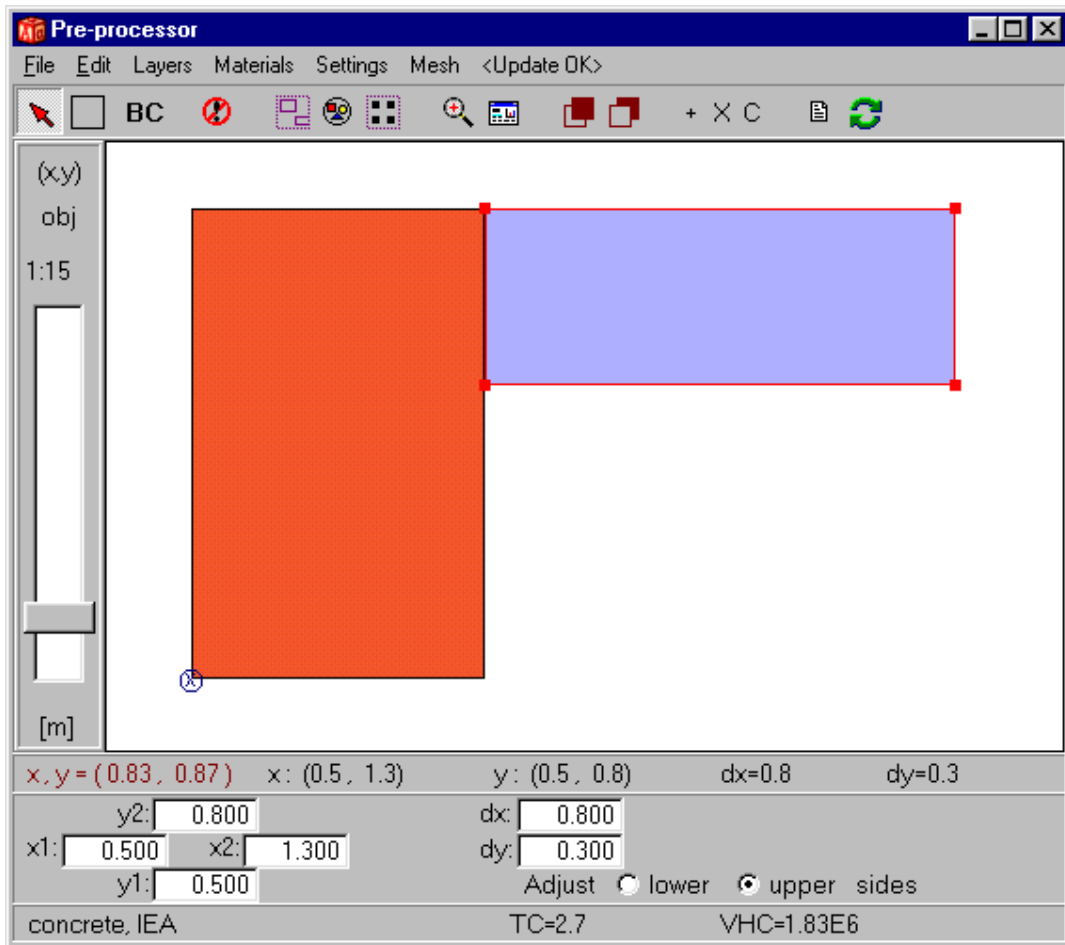 Pre-processor
File Edit Layers Materials Settings Mesh <Update OK>
BC + X C
(x,y)
obj
1:15
[m]
x, y = ( 0.83 , 0.87 ) x : (0.5 , 1.3) y : (0.5 , 0.8) dx=0.8 dy=0.3
y2: 0.800 dx: 0.800
x1: 0.500 x2: 1.300 dy: 0.300
y1: 0.500 Adjust lower upper sides
concrete, IEA TC=2.7 VHC=1.83E6